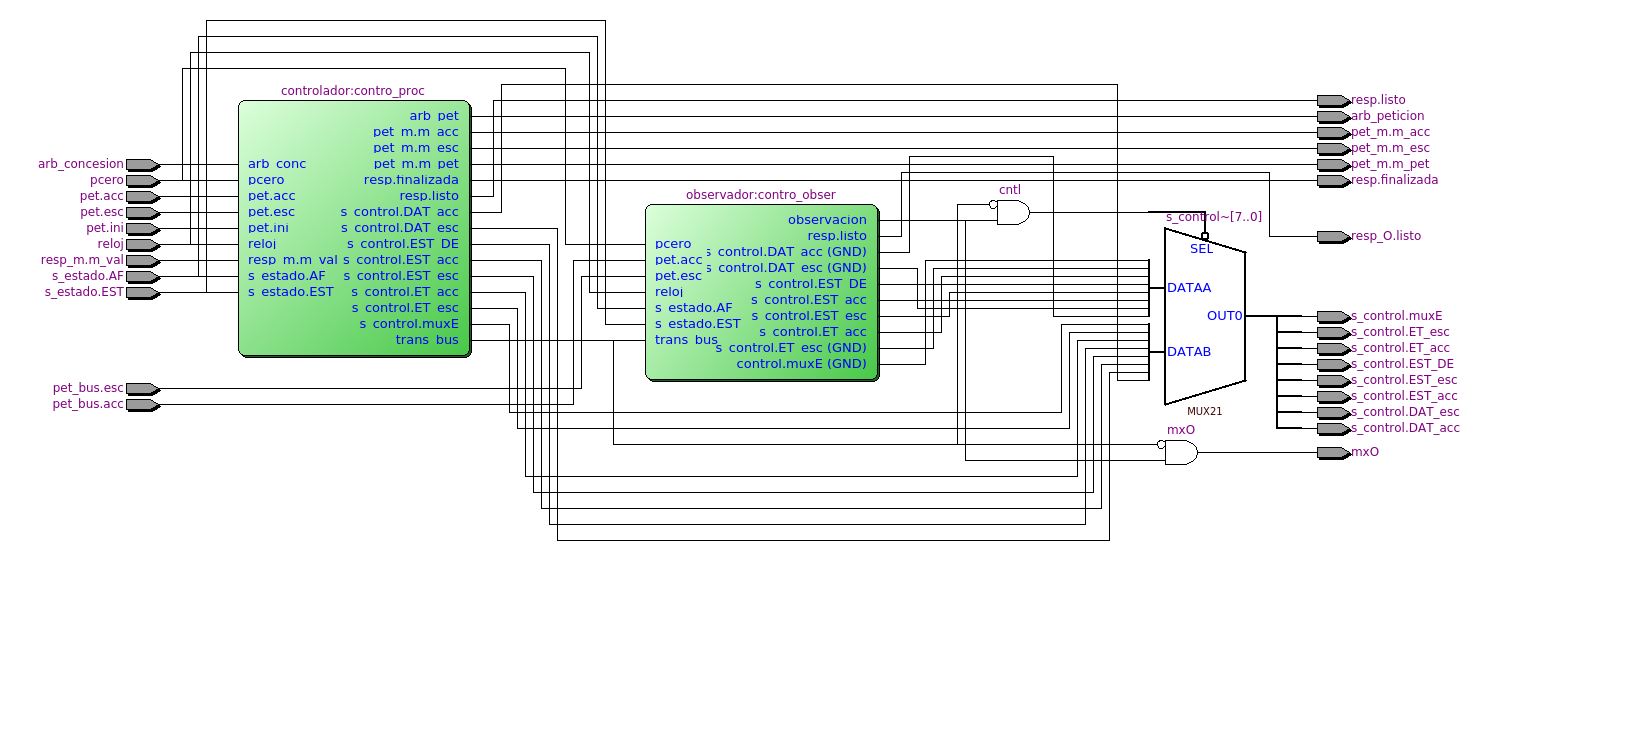 controlador:contro_proc
arb_pet
pet_m.m_acc
pet_m.m_esc
arb_conc
pet_m.m_pet
pcero
resp.finalizada
pet.acc
resp.listo
pet.esc
s_control.DAT_acc
pet.ini
s_control.DAT_esc
reloj
s_control.EST_DE
resp_m.m_val
s_control.EST_acc
s_estado.AF
s_control.EST_esc
s_estado.EST
s_control.ET_acc
s_control.ET_esc
s_control.muxE
trans_bus
arb_concesion
pcero
pet.acc
pet.esc
pet.ini
reloj
resp_m.m_val
s_estado.AF
s_estado.EST
pet_bus.esc
pet_bus.acc
observador:contro_obser
observacion
resp.listo
pcero
s_control.DAT_acc (GND)
pet.acc
s_control.DAT_esc (GND)
pet.esc
s_control.EST_DE
reloj
s_control.EST_acc
s_estado.AF
s_control.EST_esc
s_estado.EST
s_control.ET_acc
trans_bus
s_control.ET_esc (GND)
control.muxE (GND)
cntl
s_control~[7..0]
SEL
DATAA
OUT0
DATAB
MUX21
mxO
resp.listo
arb_peticion
pet_m.m_acc
pet_m.m_esc
pet_m.m_pet
resp.finalizada
resp_O.listo
s_control.muxE
s_control.ET_esc
s_control.ET_acc
s_control.EST_DE
s_control.EST_esc
s_control.EST_acc
s_control.DAT_esc
s_control.DAT_acc
mxO